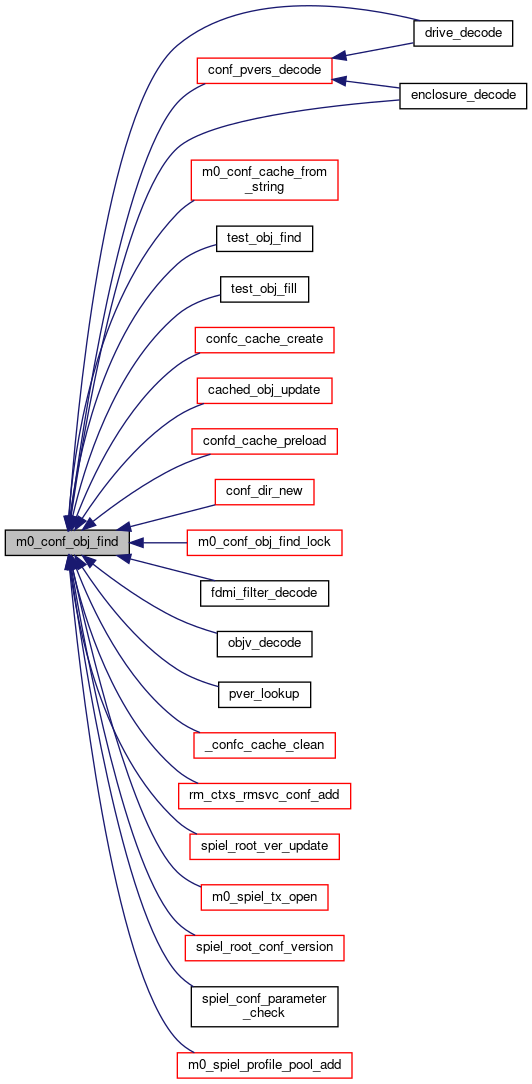 drive_decode
conf_pvers_decode
enclosure_decode
m0_conf_cache_from
_string
test_obj_find
test_obj_fill
confc_cache_create
cached_obj_update
confd_cache_preload
conf_dir_new
m0_conf_obj_find
m0_conf_obj_find_lock
fdmi_filter_decode
objv_decode
pver_lookup
_confc_cache_clean
rm_ctxs_rmsvc_conf_add
spiel_root_ver_update
m0_spiel_tx_open
spiel_root_conf_version
spiel_conf_parameter
_check
m0_spiel_profile_pool_add